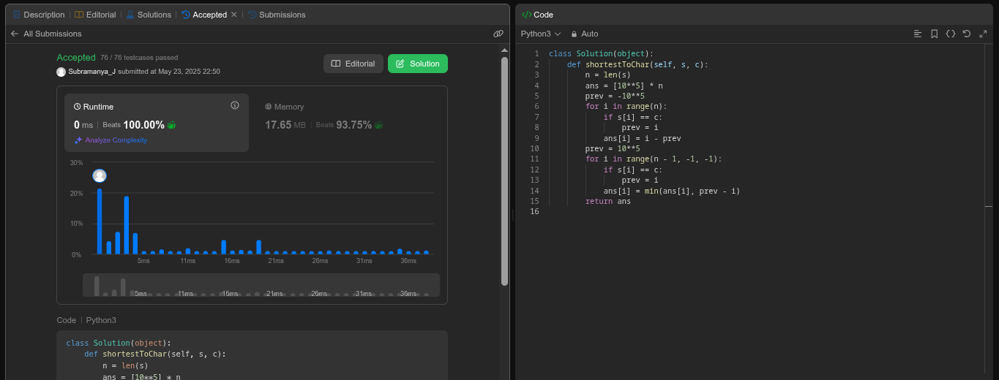 Description | Editorial | Solutions | Accepted × | Submissions
All Submissions
Accepted 76 / 76 testcases passed
Subramanya_J submitted at May 23, 2025 22:50
Editorial
Solution
Runtime
0 ms | Beats 100.00%
Analyze Complexity
Memory
17.65 MB | Beats 93.75%
30%
20%
10%
0%
5ms 11ms 16ms 21ms 26ms 31ms 36ms
5ms 11ms 16ms 21ms 26ms 31ms 36ms
Code | Python3
class Solution(object):
    def shortestToChar(self, s, c):
        n = len(s)
        ans = [10**5] * n
</> Code
Python3 Auto
1 class Solution(object):
2     def shortestToChar(self, s, c):
3         n = len(s)
4         ans = [10**5] * n
5         prev = -10**5
6         for i in range(n):
7             if s[i] == c:
8                 prev = i
9             ans[i] = i - prev
10         prev = 10**5
11         for i in range(n - 1, -1, -1):
12             if s[i] == c:
13                 prev = i
14             ans[i] = min(ans[i], prev - i)
15         return ans
16